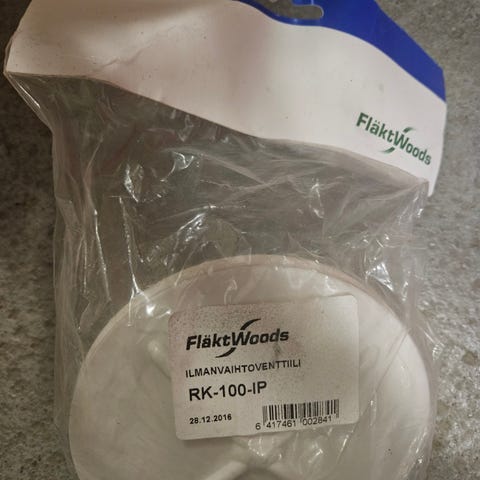 FläktWoods
FläktWoods
ILMANVAIHTOVENTTIILI
RK-100-IP
28.12.2016
6 417461 002841